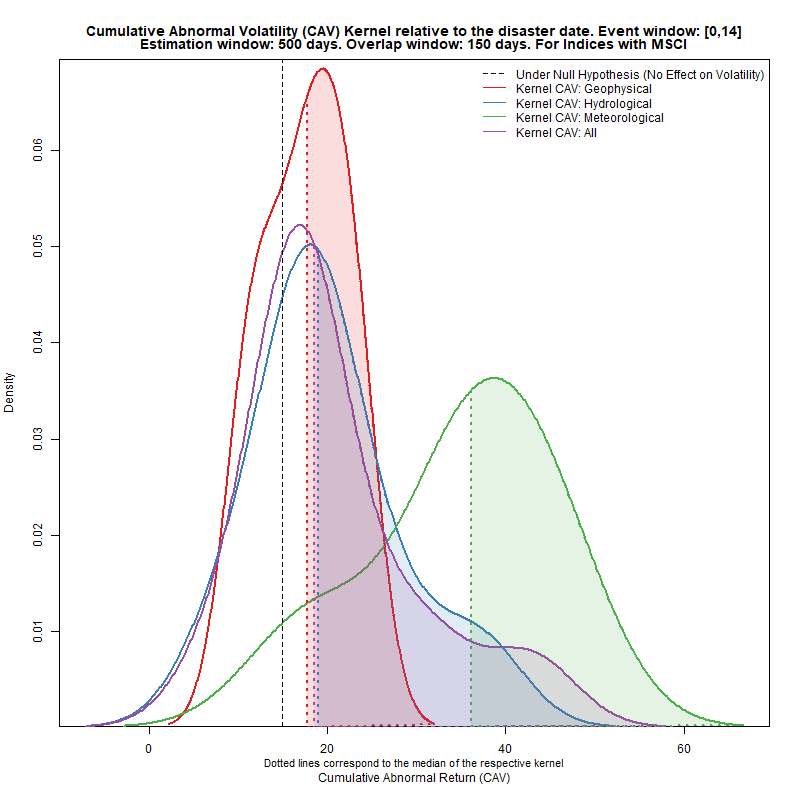 Cumulative Abnormal Volatility (CAV) Kernel relative to the disaster date. Event window: [0,14]
Estimation window: 500 days. Overlap window: 150 days. For Indices with MSCI
Under Null Hypothesis (No Effect on Volatility)
Kernel CAV: Geophysical
Kernel CAV: Hydrological
Kernel CAV: Meteorological
Kernel CAV: All
Density
0.06
0.05
0.04
0.03
0.02
0.01
0 20 40 60
Dotted lines correspond to the median of the respective kernel
Cumulative Abnormal Return (CAV)